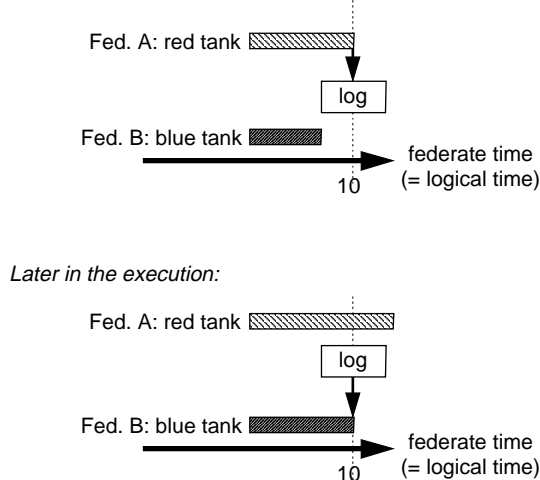 Fed. A: red tank
log
Fed. B: blue tank
federate time
(= logical time)
10
Later in the execution:
Fed. A: red tank
log
Fed. B: blue tank
federate time
(= logical time)
10